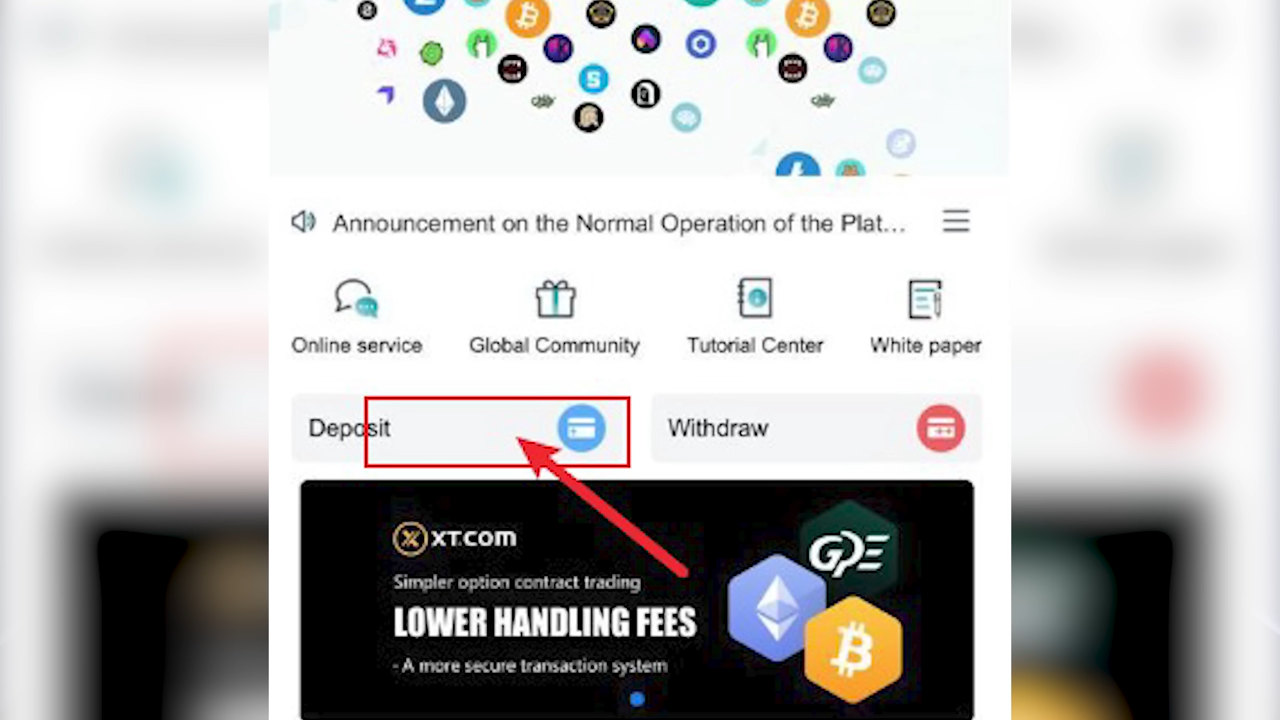 Announcement on the Normal Operation of the Plat...
Online service
Global Community
Tutorial Center
White paper
Deposit
Withdraw
XT.COM
Simpler option contract trading
LOWER HANDLING FEES
- A more secure transaction system
GPE